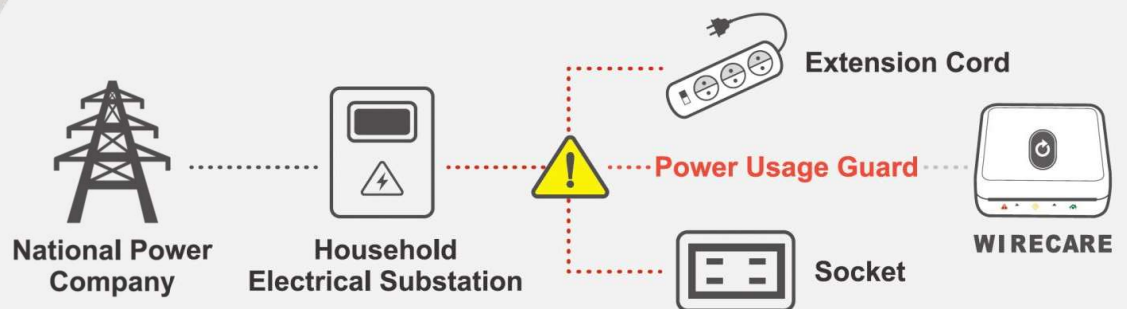 Extension Cord
Power Usage Guard
WIRECARE
National Power
Company
Household
Electrical Substation
Socket